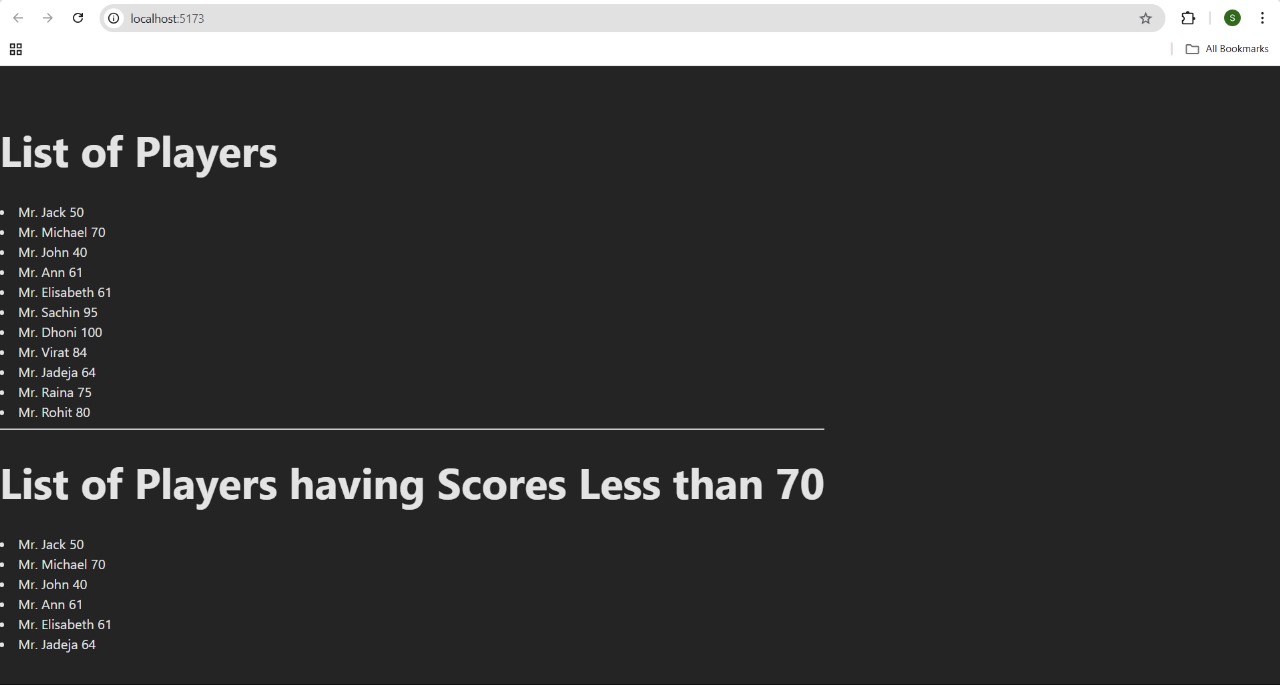 localhost:5173
S
All Bookmarks
List of Players
Mr. Jack 50
Mr. Michael 70
Mr. John 40
Mr. Ann 61
Mr. Elisabeth 61
Mr. Sachin 95
Mr. Dhoni 100
Mr. Virat 84
Mr. Jadeja 64
Mr. Raina 75
Mr. Rohit 80
List of Players having Scores Less than 70
Mr. Jack 50
Mr. Michael 70
Mr. John 40
Mr. Ann 61
Mr. Elisabeth 61
Mr. Jadeja 64